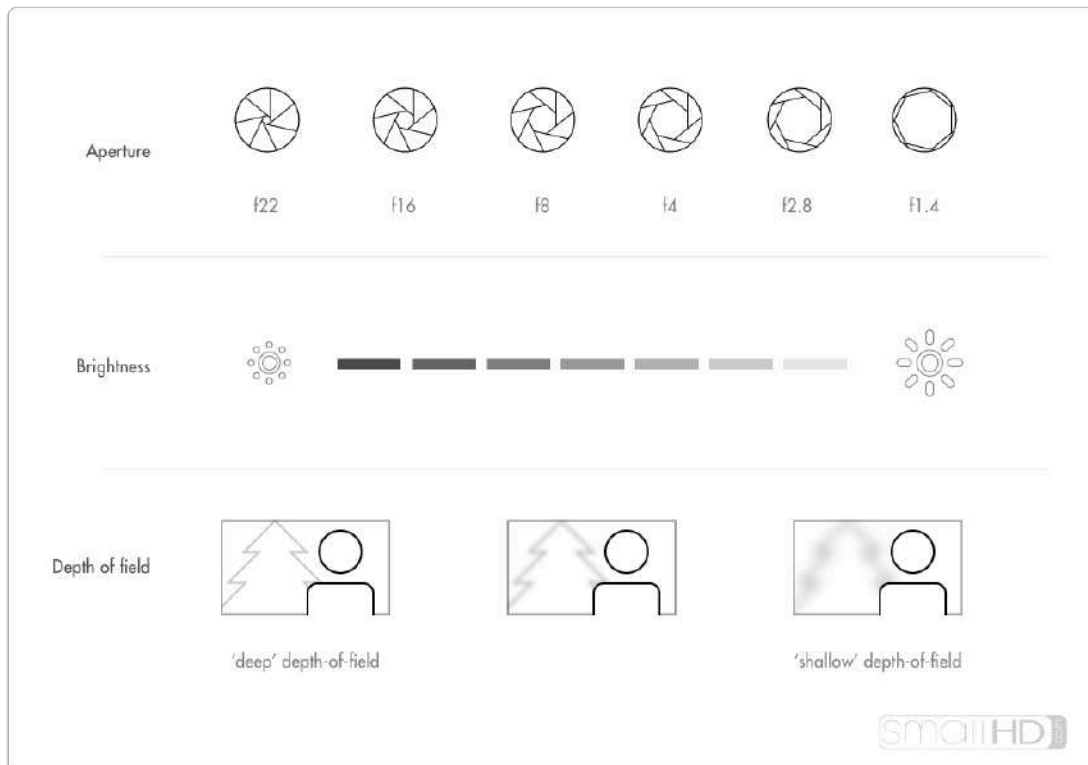 Aperture
f22 f16 f8 f4 f2.8 f1.4
Brightness
Depth of field
'deep' depth-of-field 'shallow' depth-of-field
smallHD